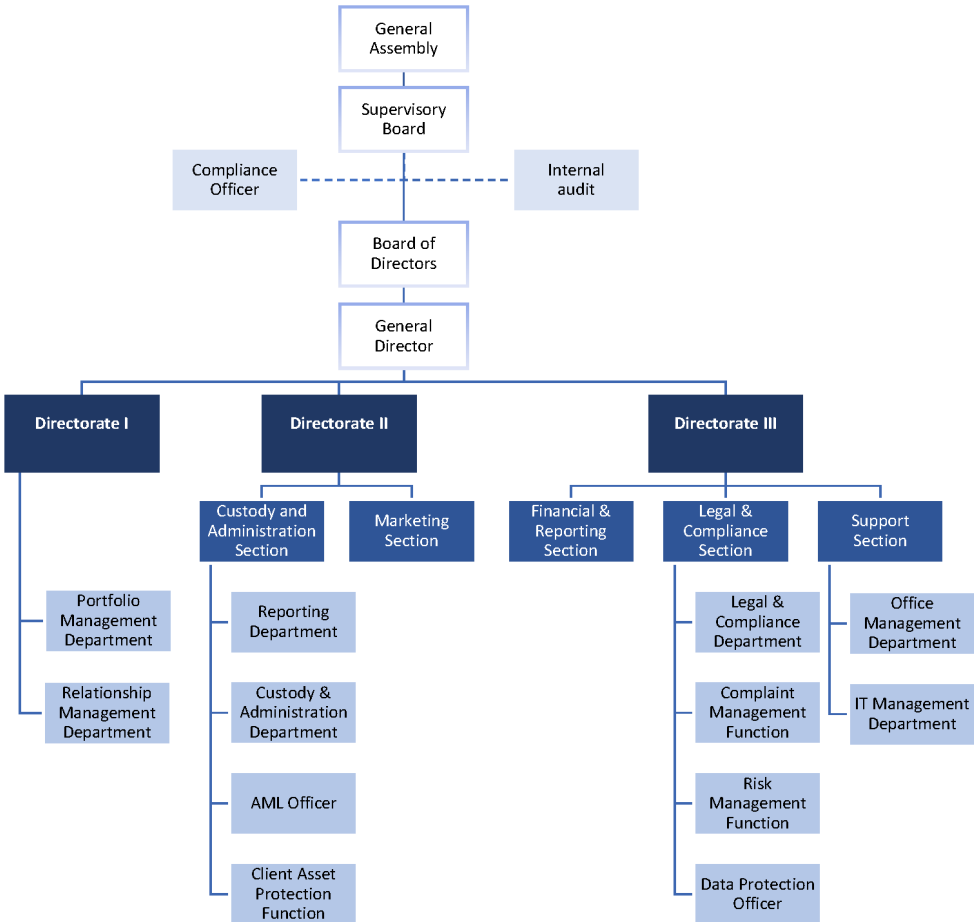 General
Assembly
Supervisory
Board
Compliance
Officer
Internal
audit
Board of
Directors
General
Director
Directorate I
Directorate II
Directorate III
Custody and
Administration
Section
Marketing
Section
Financial &
Reporting
Section
Legal &
Compliance
Section
Support
Section
Portfolio
Management
Department
Relationship
Management
Department
Reporting
Department
Custody &
Administration
Department
AML Officer
Client Asset
Protection
Function
Legal &
Compliance
Department
Complaint
Management
Function
Risk
Management
Function
Data Protection
Officer
Office
Management
Department
IT Management
Department